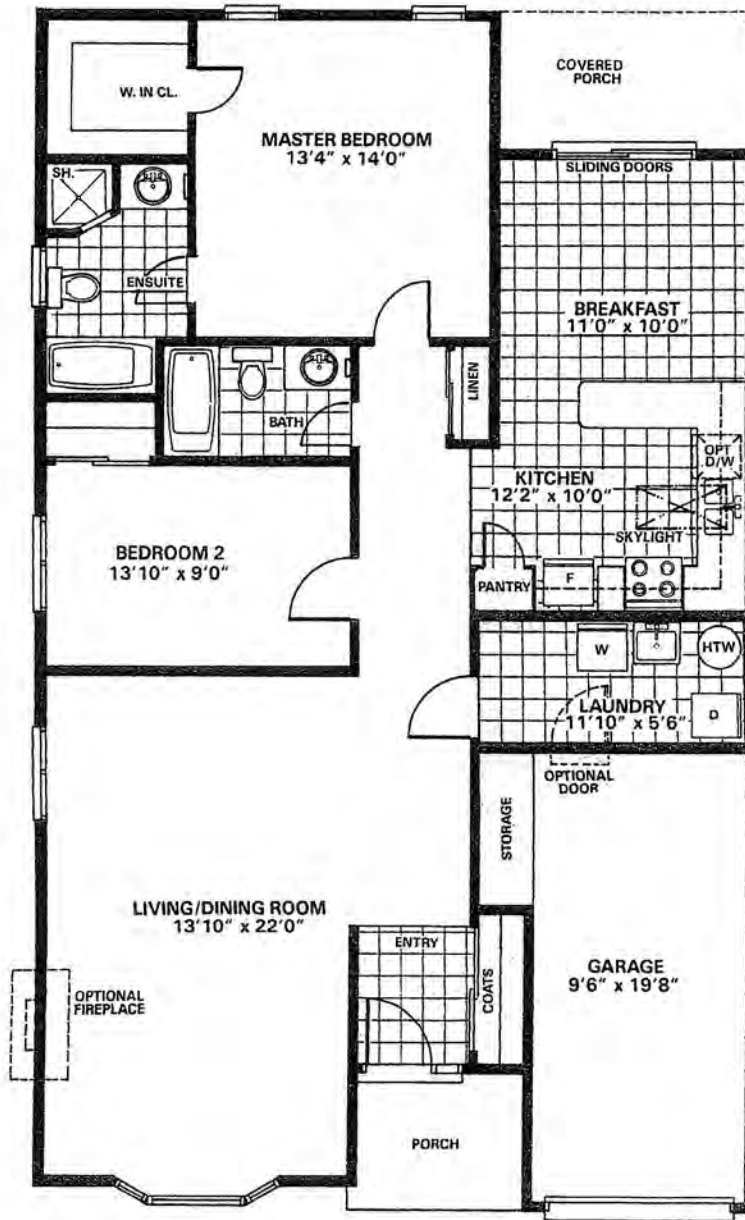 COVERED
PORCH
W. IN CL.
MASTER BEDROOM
13'4" x 14'0"
SLIDING DOORS
SH.
ENSUITE
BREAKFAST
11'0" x 10'0"
LINEN
BATH
OPT
D/W
KITCHEN
12'2" x 10'0"
SKYLIGHT
BEDROOM 2
13'10" x 9'0"
PANTRY
F
W
HTW
LAUNDRY
11'10" x 5'6"
D
OPTIONAL
DOOR
STORAGE
LIVING/DINING ROOM
13'10" x 22'0"
ENTRY
COATS
GARAGE
9'6" x 19'8"
OPTIONAL
FIREPLACE
PORCH